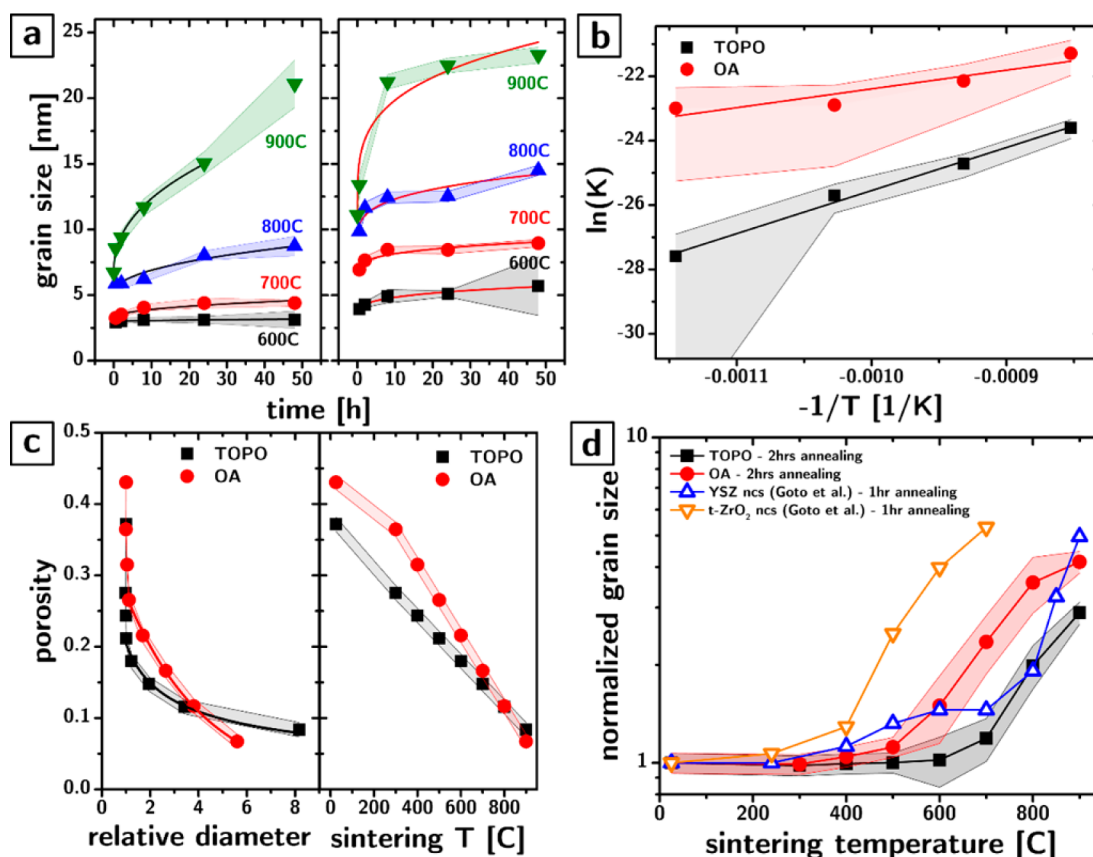 a
grain size [nm]
25
20
15
10
5
0
900C
800C
700C
600C
0 10 20 30 40 50
900C
800C
700C
600C
0 10 20 30 40 50
time [h]
b
TOPO
OA
ln(K)
-22
-24
-26
-28
-30
-0.0011 -0.0010 -0.0009
-1/T [1/K]
c
porosity
0.5
0.4
0.3
0.2
0.1
0.0
TOPO
OA
0 2 4 6 8
relative diameter
TOPO
OA
0 200 400 600 800
sintering T [C]
d
normalized grain size
10
1
TOPO - 2hrs annealing
OA - 2hrs annealing
YSZ ncs (Goto et al.) - 1hr annealing
t-ZrO₂ ncs (Goto et al.) - 1hr annealing
0 200 400 600 800
sintering temperature [C]